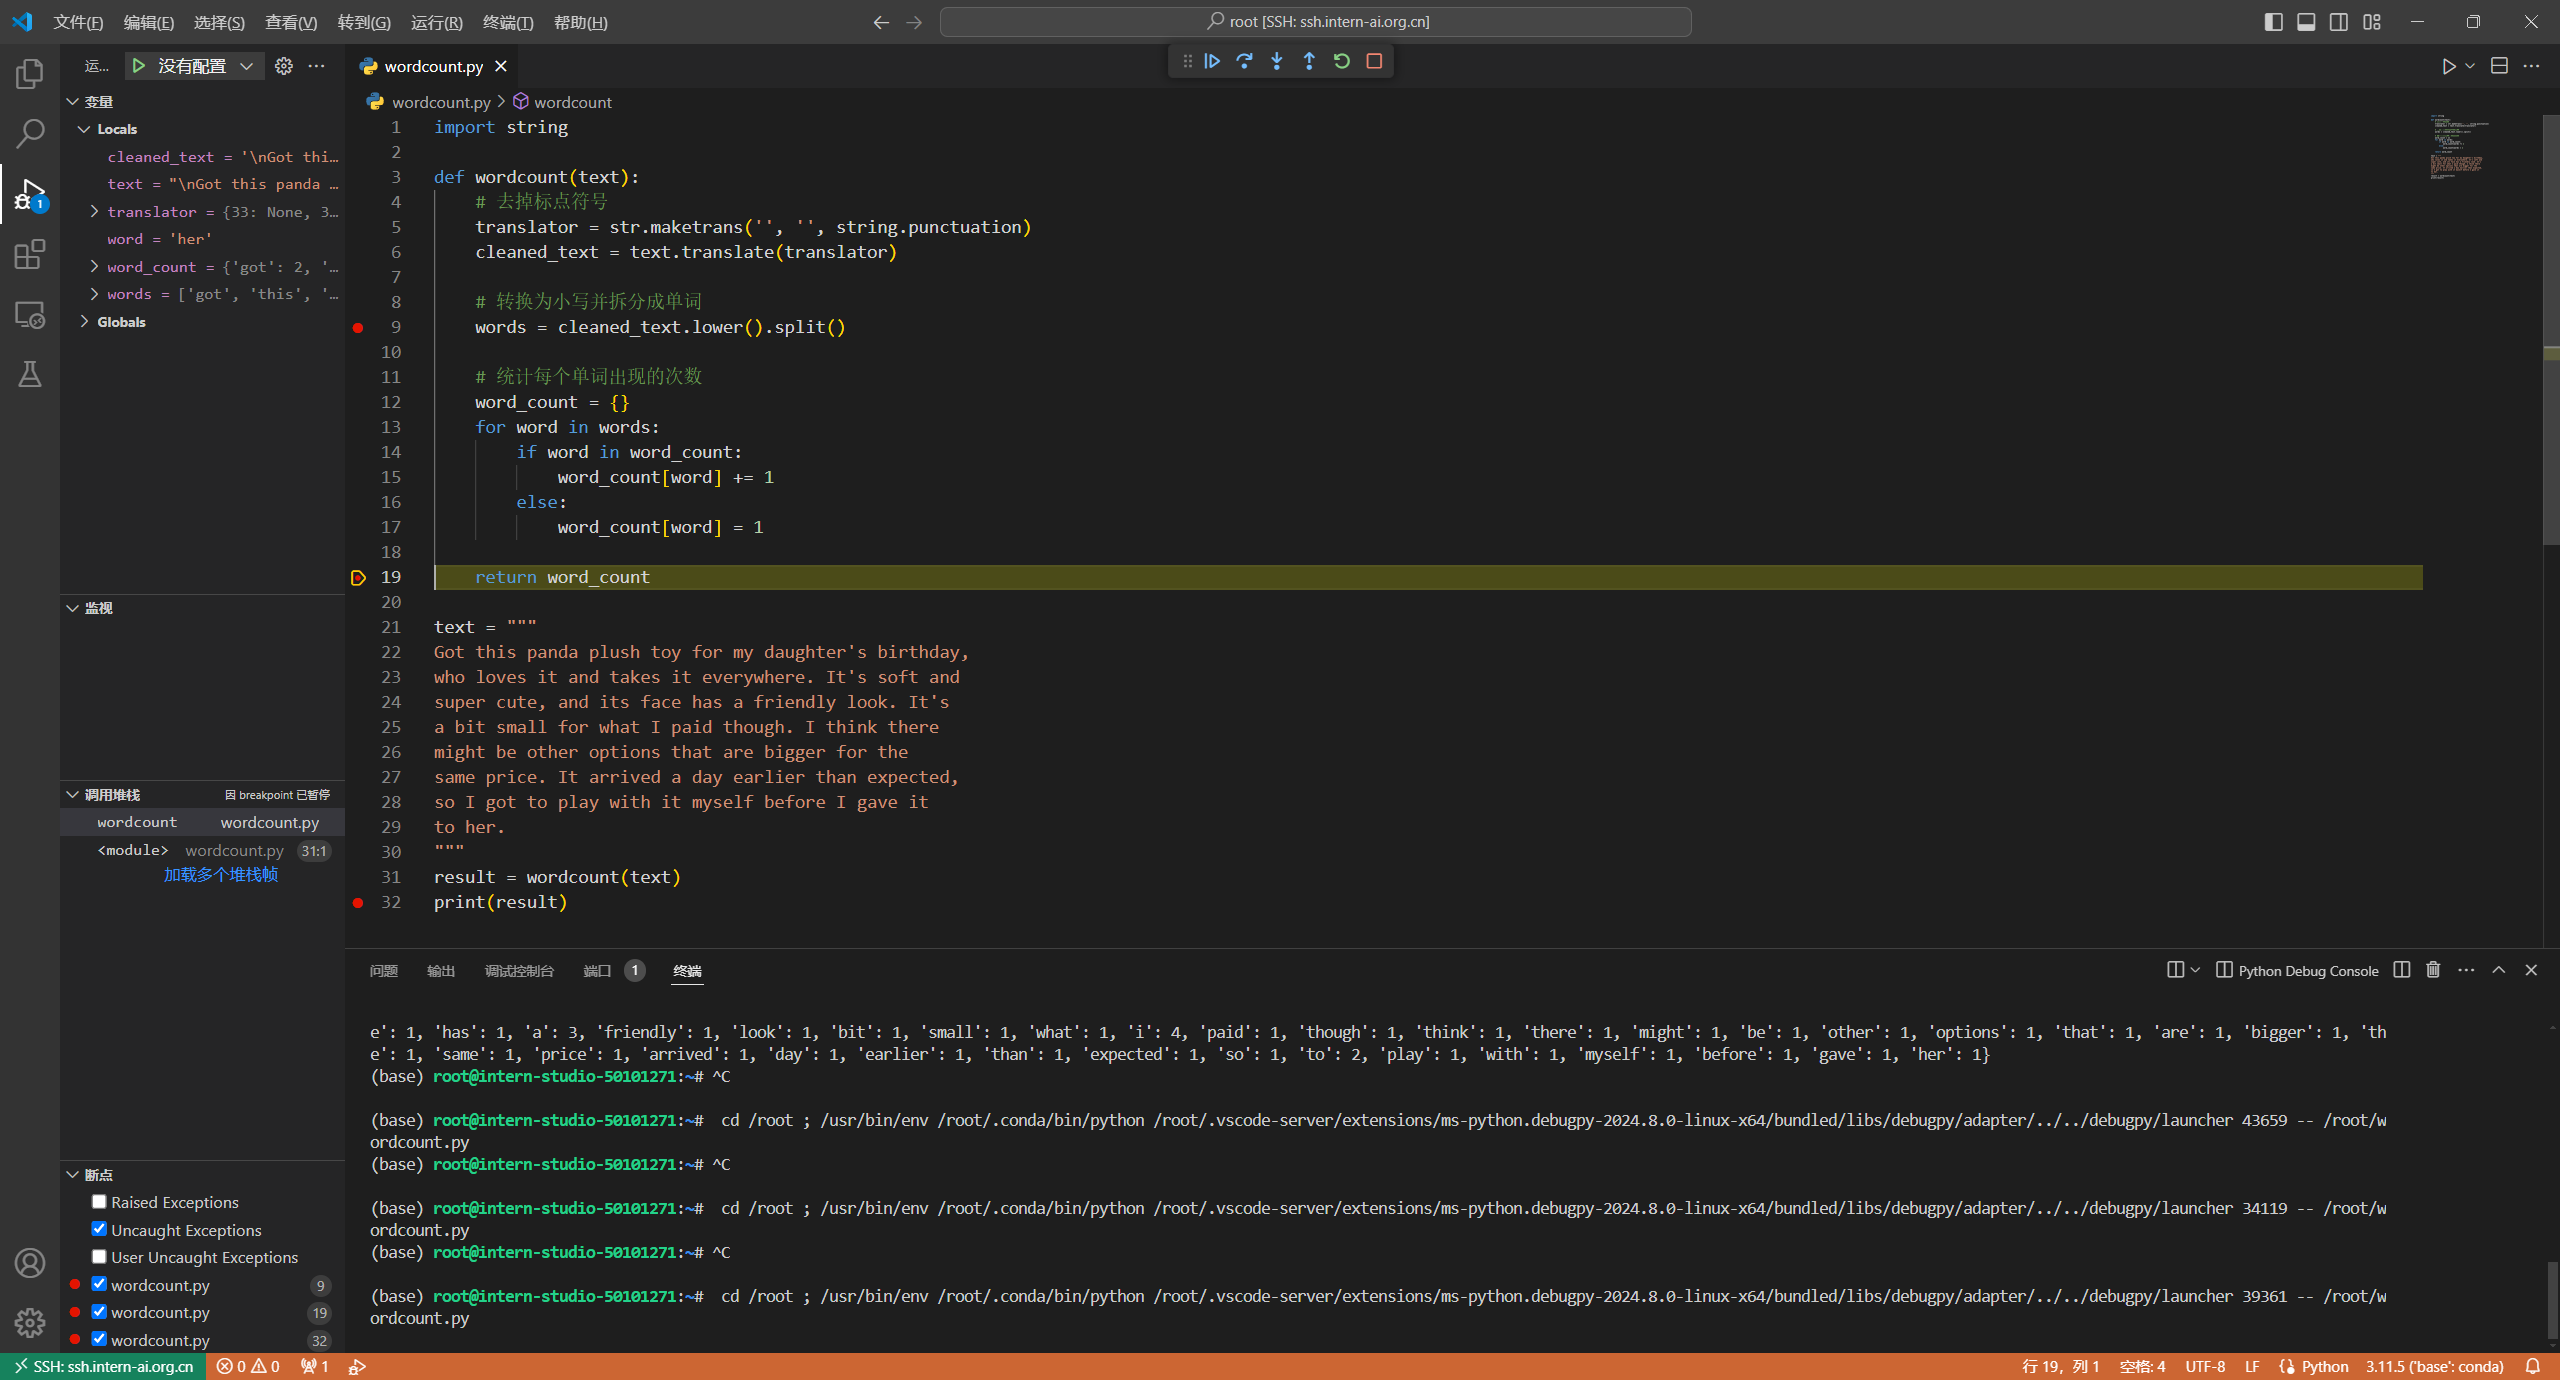 文件(F) 编辑(E) 选择(S) 查看(V) 转到(G) 运行(R) 终端(T) 帮助(H)
root [SSH: ssh.intern-ai.org.cn]
运... 没有配置
变量
Locals
cleaned_text = '\nGot thi...
text = "\nGot this panda ...
translator = {33: None, 3...
word = 'her'
word_count = {'got': 2, '...
words = ['got', 'this', '...
Globals
监视
调用堆栈 因 breakpoint 已暂停
wordcount wordcount.py
<module> wordcount.py 31:1
加载多个堆栈帧
断点
Raised Exceptions
Uncaught Exceptions
User Uncaught Exceptions
wordcount.py 9
wordcount.py 19
wordcount.py 32
1
wordcount.py
wordcount.py > wordcount
1 import string
2
3 def wordcount(text):
4 # 去掉标点符号
5 translator = str.maketrans('', '', string.punctuation)
6 cleaned_text = text.translate(translator)
7
8 # 转换为小写并拆分成单词
9 words = cleaned_text.lower().split()
10
11 # 统计每个单词出现的次数
12 word_count = {}
13 for word in words:
14 if word in word_count:
15 word_count[word] += 1
16 else:
17 word_count[word] = 1
18
19 return word_count
20
21 text = """
22 Got this panda plush toy for my daughter's birthday,
23 who loves it and takes it everywhere. It's soft and
24 super cute, and its face has a friendly look. It's
25 a bit small for what I paid though. I think there
26 might be other options that are bigger for the
27 same price. It arrived a day earlier than expected,
28 so I got to play with it myself before I gave it
29 to her.
30 """
31 result = wordcount(text)
32 print(result)
问题 输出 调试控制台 端口 1 终端
Python Debug Console
e': 1, 'has': 1, 'a': 3, 'friendly': 1, 'look': 1, 'bit': 1, 'small': 1, 'what': 1, 'i': 4, 'paid': 1, 'though': 1, 'think': 1, 'there': 1, 'might': 1, 'be': 1, 'other': 1, 'options': 1, 'that': 1, 'are': 1, 'bigger': 1, 'th
e': 1, 'same': 1, 'price': 1, 'arrived': 1, 'day': 1, 'earlier': 1, 'than': 1, 'expected': 1, 'so': 1, 'to': 2, 'play': 1, 'with': 1, 'myself': 1, 'before': 1, 'gave': 1, 'her': 1}
(base) root@intern-studio-50101271:~# ^C
(base) root@intern-studio-50101271:~#  cd /root ; /usr/bin/env /root/.conda/bin/python /root/.vscode-server/extensions/ms-python.debugpy-2024.8.0-linux-x64/bundled/libs/debugpy/adapter/../../debugpy/launcher 43659 -- /root/w
ordcount.py
(base) root@intern-studio-50101271:~# ^C
(base) root@intern-studio-50101271:~#  cd /root ; /usr/bin/env /root/.conda/bin/python /root/.vscode-server/extensions/ms-python.debugpy-2024.8.0-linux-x64/bundled/libs/debugpy/adapter/../../debugpy/launcher 34119 -- /root/w
ordcount.py
(base) root@intern-studio-50101271:~# ^C
(base) root@intern-studio-50101271:~#  cd /root ; /usr/bin/env /root/.conda/bin/python /root/.vscode-server/extensions/ms-python.debugpy-2024.8.0-linux-x64/bundled/libs/debugpy/adapter/../../debugpy/launcher 39361 -- /root/w
ordcount.py
SSH: ssh.intern-ai.org.cn 0 0 1 行 19，列 1 空格: 4 UTF-8 LF Python 3.11.5 ('base': conda)